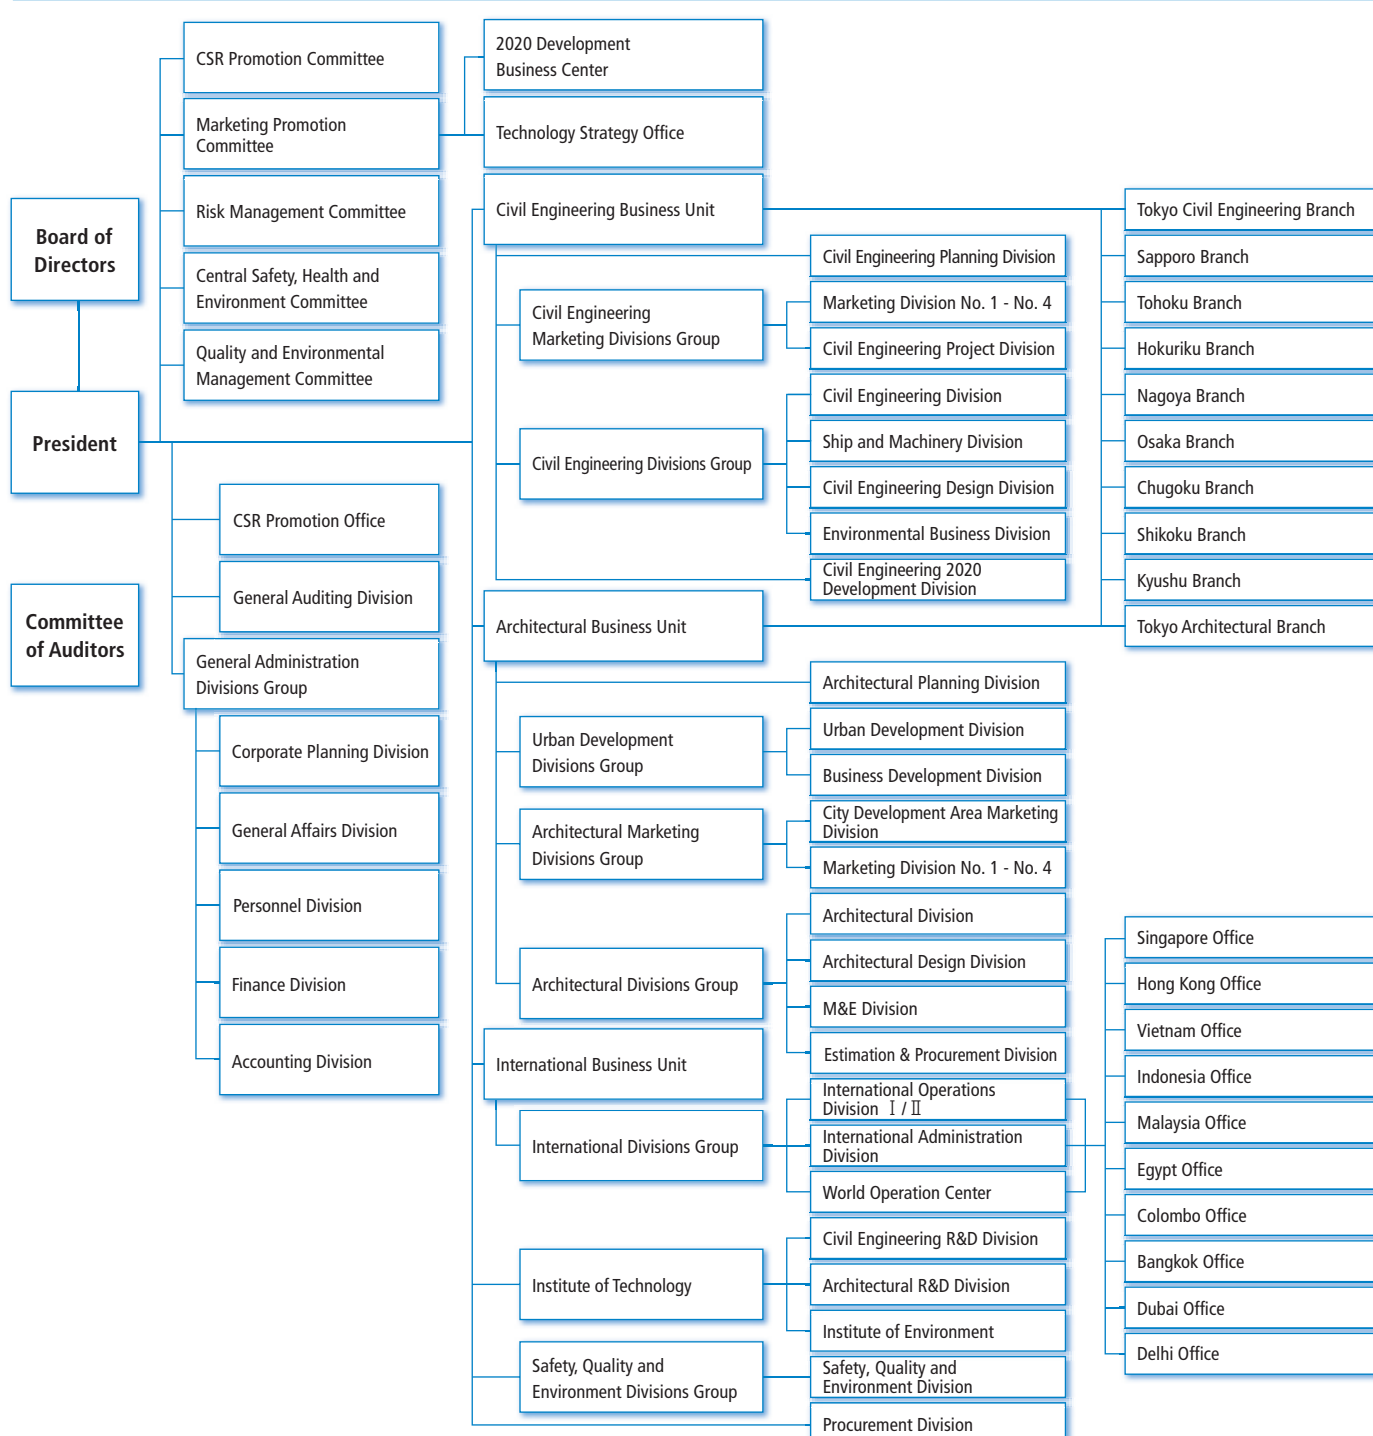 Board of
Directors
President
Committee
of Auditors
CSR Promotion Committee
Marketing Promotion
Committee
Risk Management Committee
Central Safety, Health and
Environment Committee
Quality and Environmental
Management Committee
2020 Development
Business Center
Technology Strategy Office
CSR Promotion Office
General Auditing Division
General Administration
Divisions Group
Corporate Planning Division
General Affairs Division
Personnel Division
Finance Division
Accounting Division
Civil Engineering Business Unit
Civil Engineering Planning Division
Civil Engineering
Marketing Divisions Group
Marketing Division No. 1 - No. 4
Civil Engineering Project Division
Civil Engineering Divisions Group
Civil Engineering Division
Ship and Machinery Division
Civil Engineering Design Division
Environmental Business Division
Civil Engineering 2020
Development Division
Architectural Business Unit
Architectural Planning Division
Urban Development
Divisions Group
Urban Development Division
Business Development Division
Architectural Marketing
Divisions Group
City Development Area Marketing
Division
Marketing Division No. 1 - No. 4
Architectural Divisions Group
Architectural Division
Architectural Design Division
M&E Division
Estimation & Procurement Division
International Business Unit
International Divisions Group
International Operations
Division Ⅰ/Ⅱ
International Administration
Division
World Operation Center
Institute of Technology
Civil Engineering R&D Division
Architectural R&D Division
Institute of Environment
Safety, Quality and
Environment Divisions Group
Safety, Quality and
Environment Division
Procurement Division
Tokyo Civil Engineering Branch
Sapporo Branch
Tohoku Branch
Hokuriku Branch
Nagoya Branch
Osaka Branch
Chugoku Branch
Shikoku Branch
Kyushu Branch
Tokyo Architectural Branch
Singapore Office
Hong Kong Office
Vietnam Office
Indonesia Office
Malaysia Office
Egypt Office
Colombo Office
Bangkok Office
Dubai Office
Delhi Office